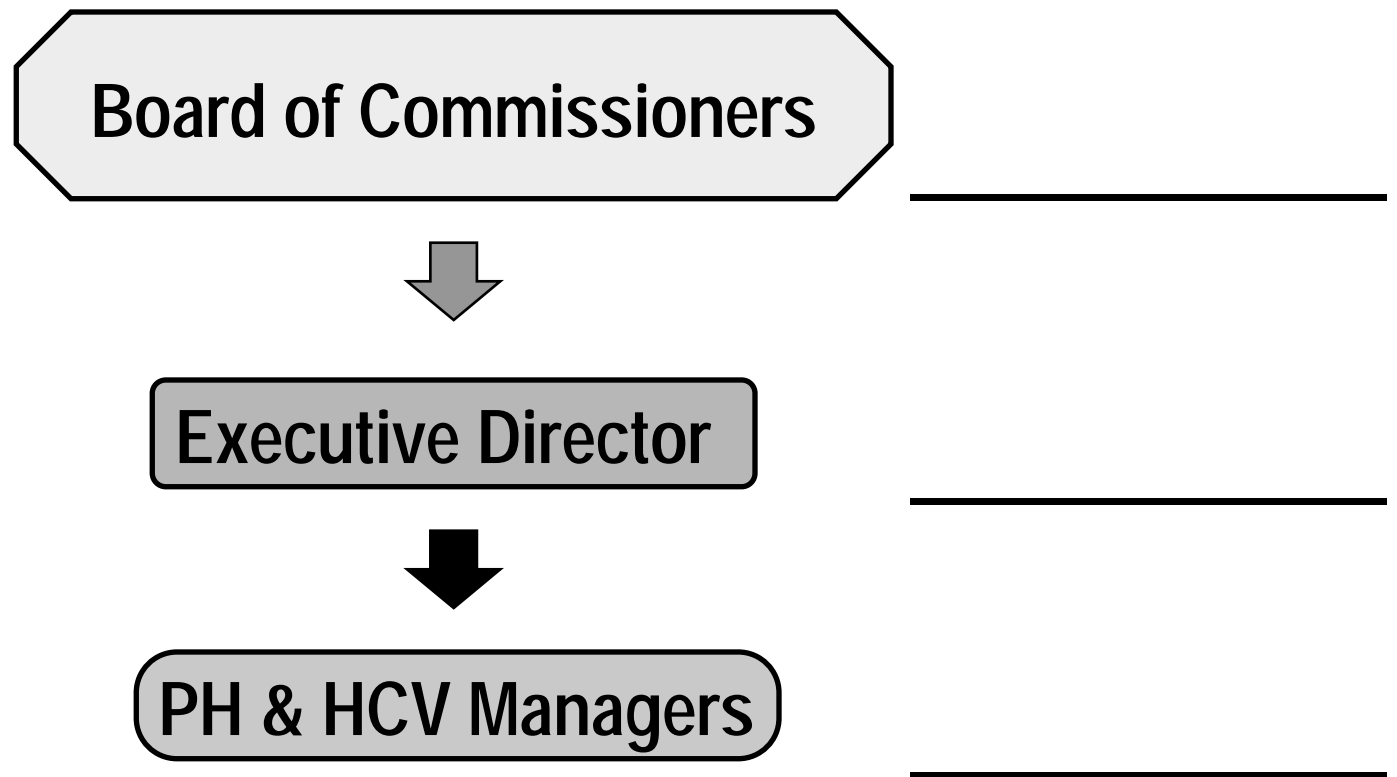 Board of Commissioners
Executive Director
PH & HCV Managers